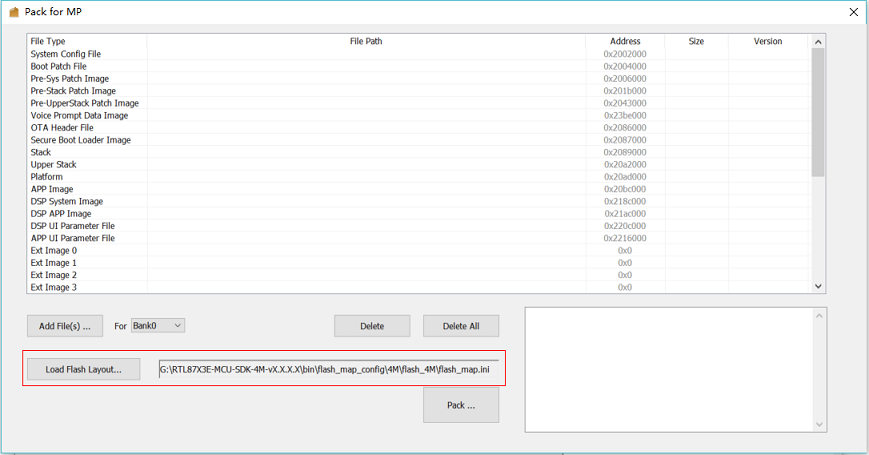 Pack for MP
File Type File Path Address Size Version
System Config File 0x2002000
Boot Patch File 0x2004000
Pre-Sys Patch Image 0x2006000
Pre-Stack Patch Image 0x201b000
Pre-UpperStack Patch Image 0x2043000
Voice Prompt Data Image 0x23be000
OTA Header File 0x2086000
Secure Boot Loader Image 0x2087000
Stack 0x2089000
Upper Stack 0x20a2000
Platform 0x20ad000
APP Image 0x20bc000
DSP System Image 0x218c000
DSP APP Image 0x21ac000
DSP UI Parameter File 0x220c000
APP UI Parameter File 0x2216000
Ext Image 0 0x0
Ext Image 1 0x0
Ext Image 2 0x0
Ext Image 3 0x0
Add File(s) ... For Bank0 Delete Delete All
Load Flash Layout... G:\RTL87X3E-MCU-SDK-4M-vX.X.X.X\bin\flash_map_config\4M\flash_4M\flash_map.ini
Pack ...